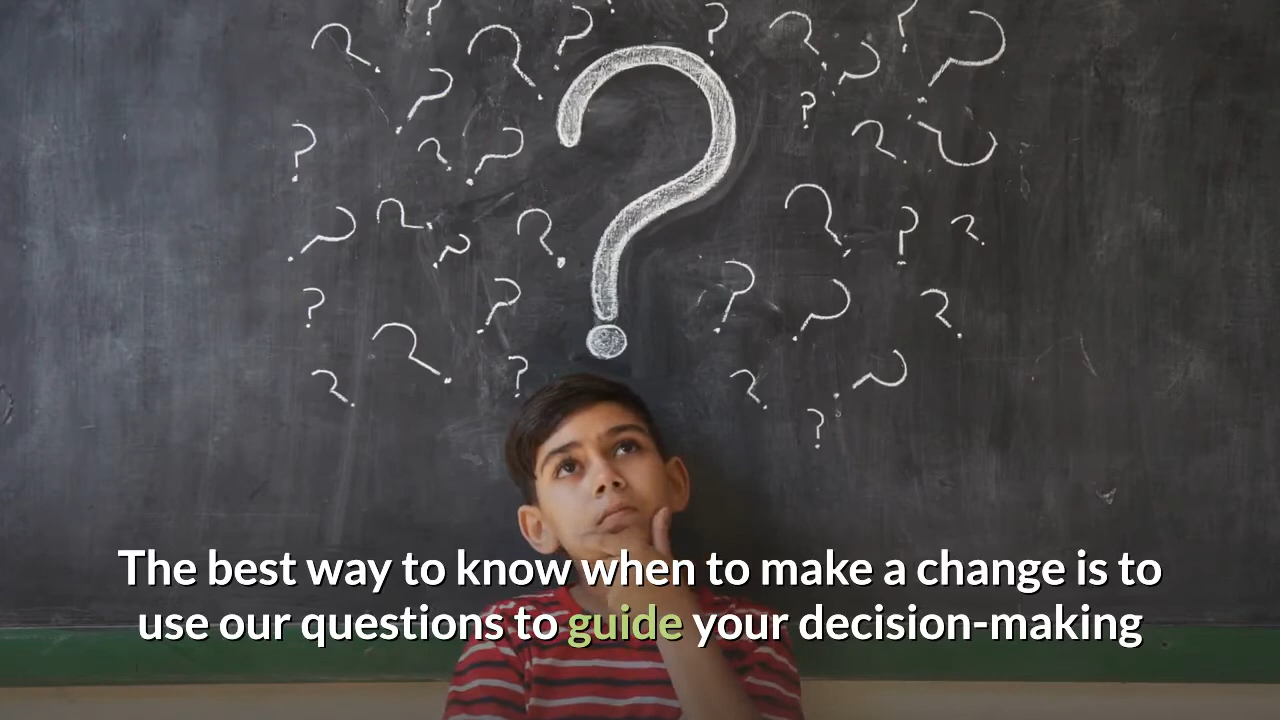 The best way to know when to make a change is to
use our questions to guide your decision-making